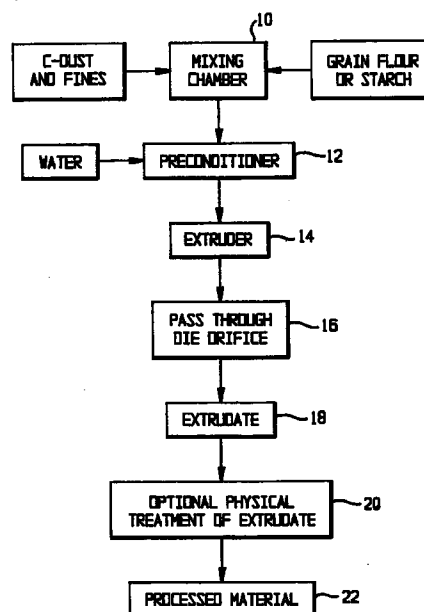 10
C-DUST
AND FINES
MIXING
CHAMBER
GRAIN FLOUR
OR STARCH
WATER
PRECONDITIONER
12
EXTRUDER
14
PASS THROUGH
DIE ORIFICE
16
EXTRUDATE
18
OPTIONAL PHYSICAL
TREATMENT OF EXTRUDATE
20
PROCESSED MATERIAL
22